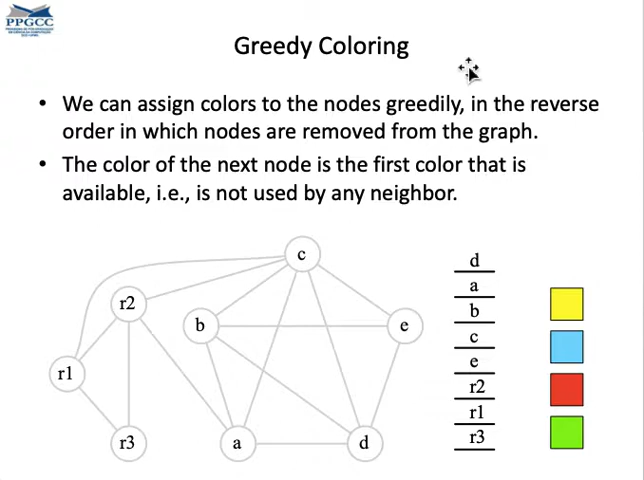 PPGCC
Greedy Coloring
• We can assign colors to the nodes greedily, in the reverse
order in which nodes are removed from the graph.
• The color of the next node is the first color that is
available, i.e., is not used by any neighbor.
c
r2
b
e
r1
r3
a
d
d
a
b
c
e
r2
r1
r3